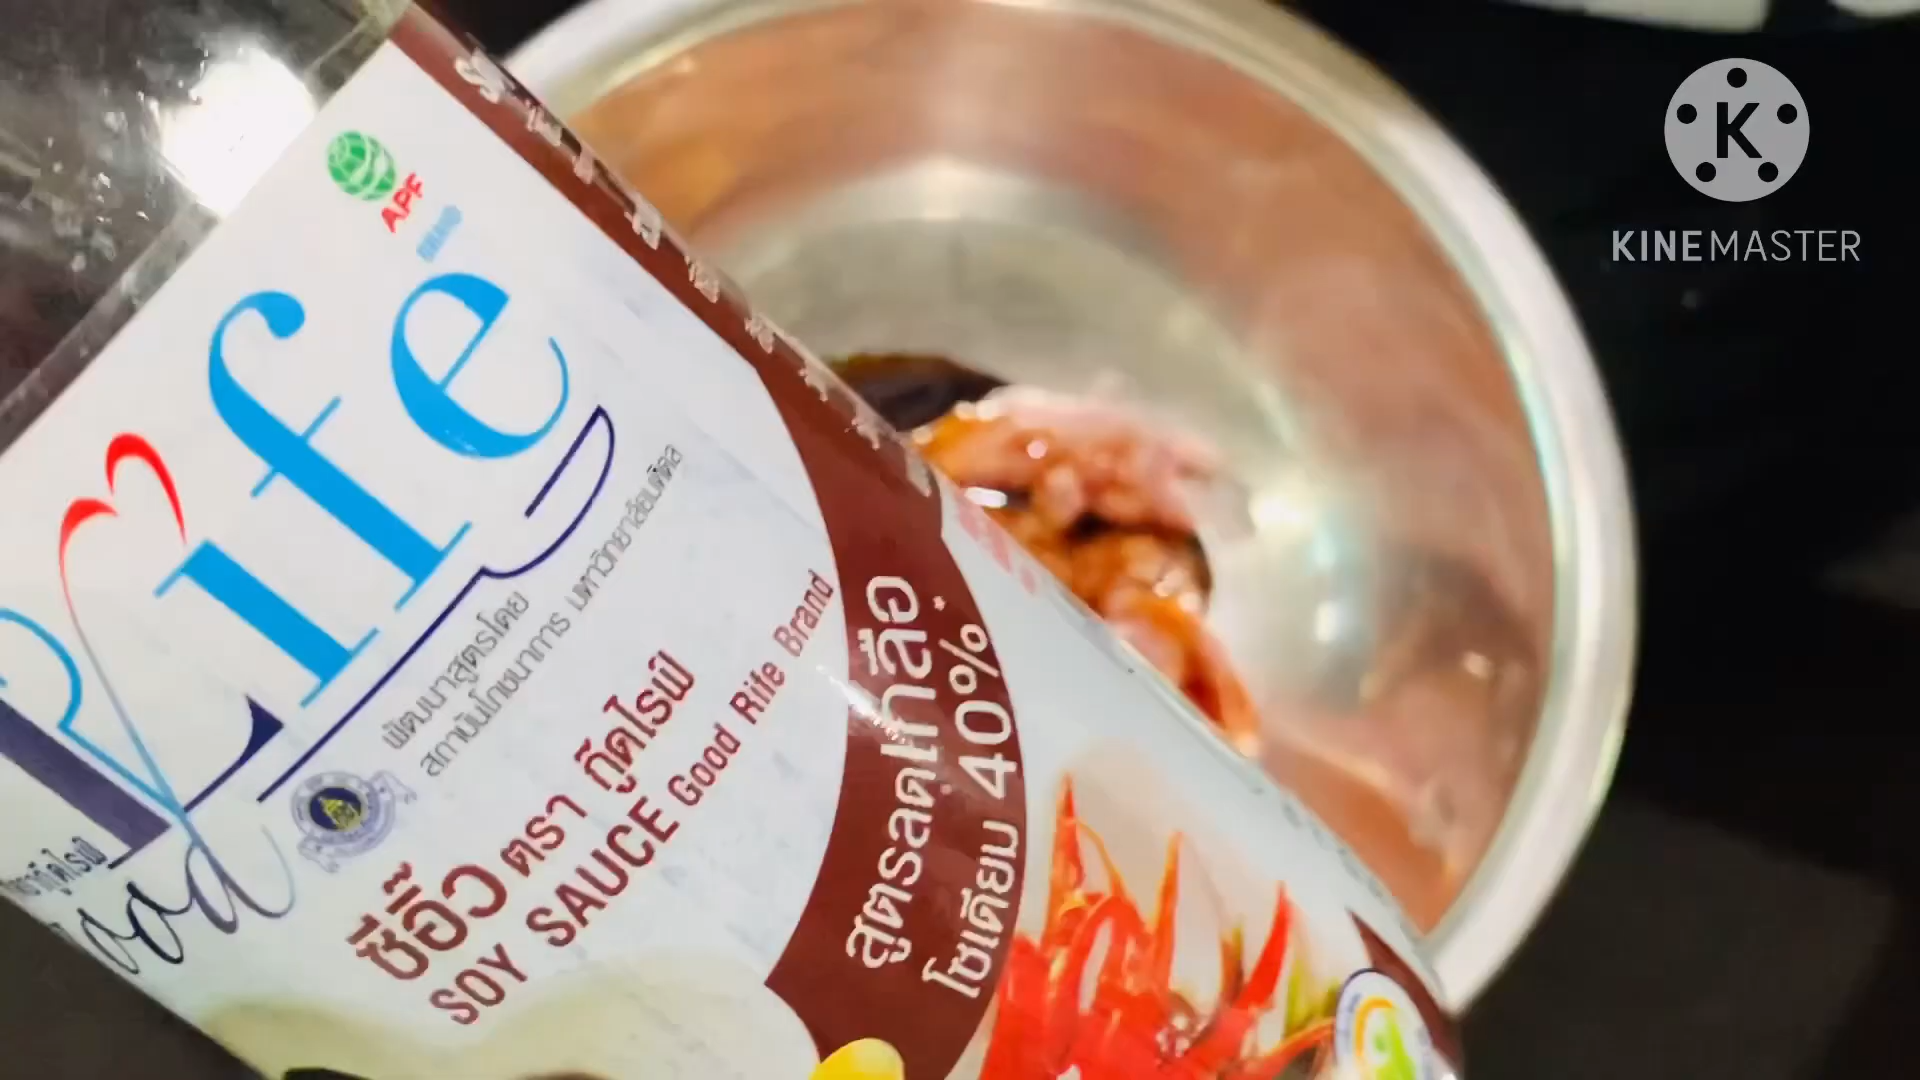 APF
BRAND
Rife
Good
พัฒนาสูตรโดย
สถาบันโภชนาการ มหาวิทยาลัยมหิดล
ซีอิ๊ว ตรา กู๊ดไรฟ์
SOY SAUCE Good Rife Brand
สูตรลดเกลือ
โซเดียม 40%
K
KINEMASTER